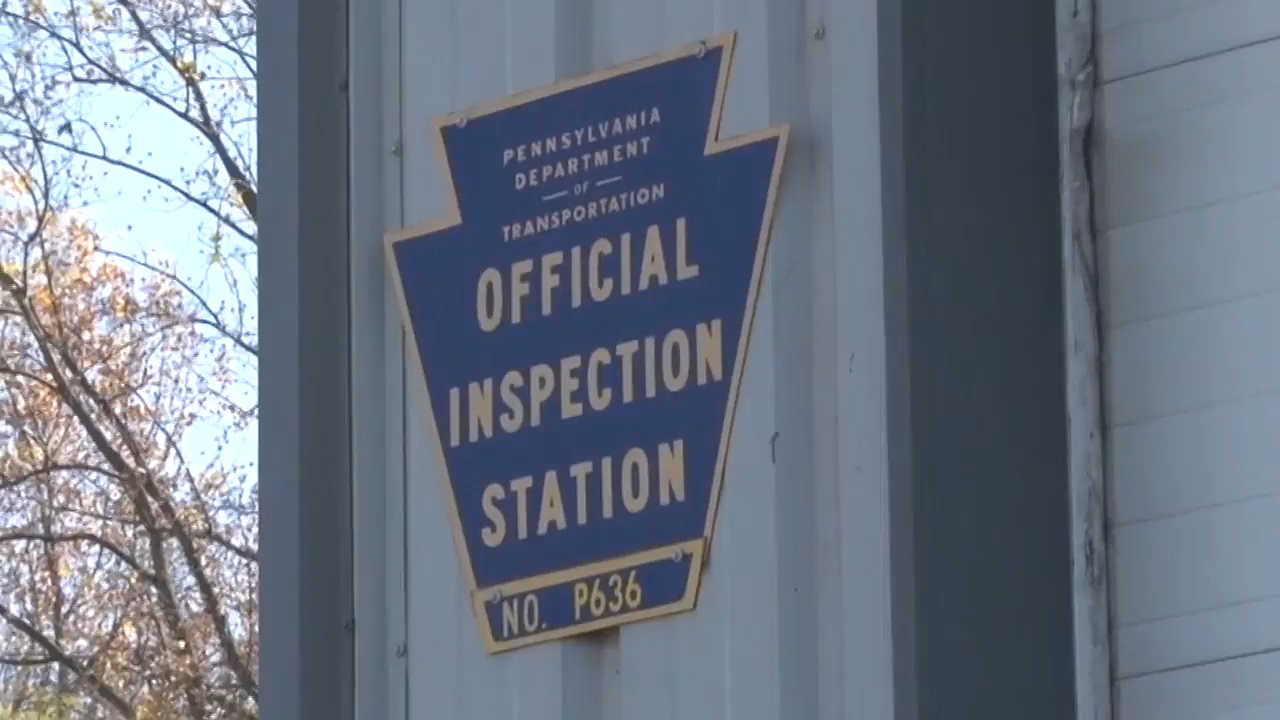 PENNSYLVANIA
DEPARTMENT
OF
TRANSPORTATION
OFFICIAL
INSPECTION
STATION
NO. P636